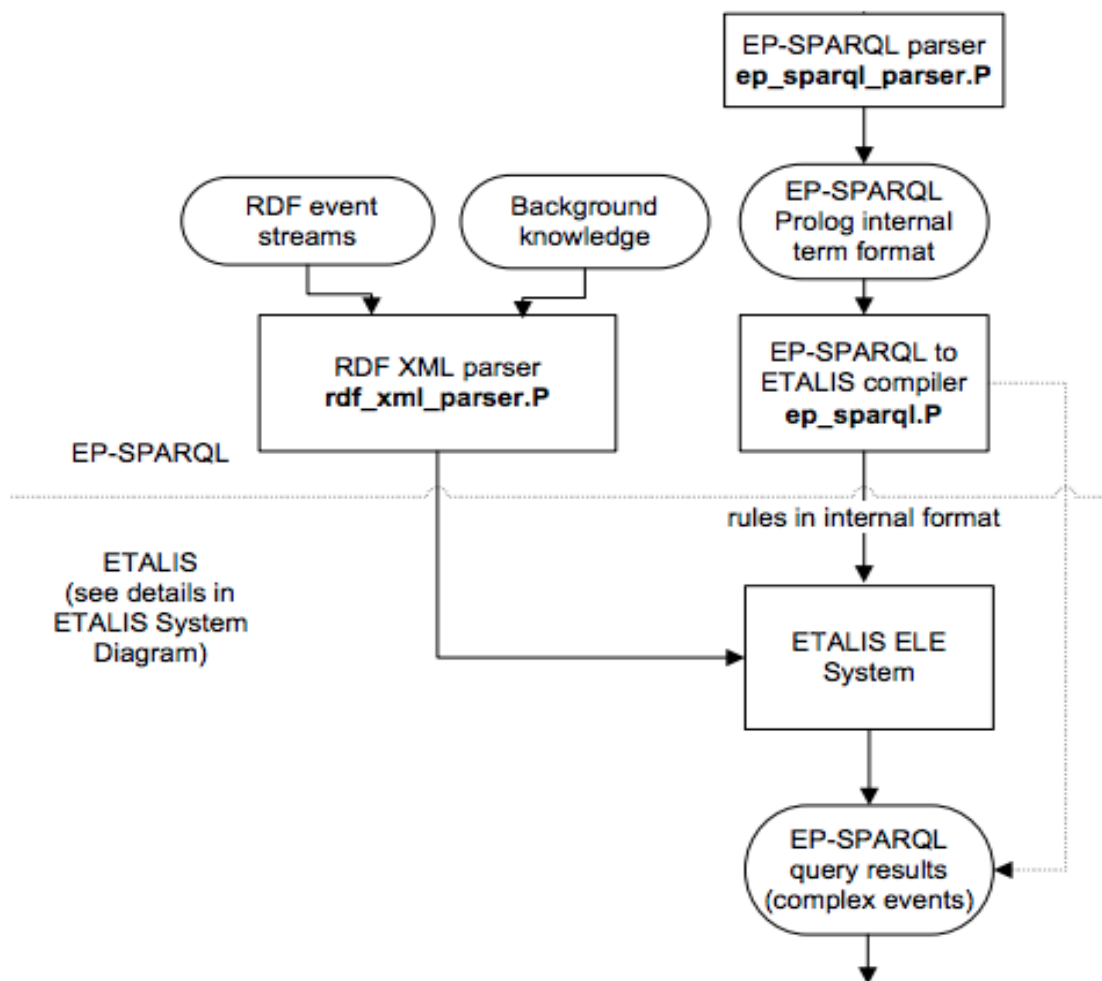 EP-SPARQL parser
ep_sparql_parser.P
RDF event
streams
Background
knowledge
EP-SPARQL
Prolog internal
term format
RDF XML parser
rdf_xml_parser.P
EP-SPARQL to
ETALIS compiler
ep_sparql.P
EP-SPARQL
rules in internal format
ETALIS
(see details in
ETALIS System
Diagram)
ETALIS ELE
System
EP-SPARQL
query results
(complex events)